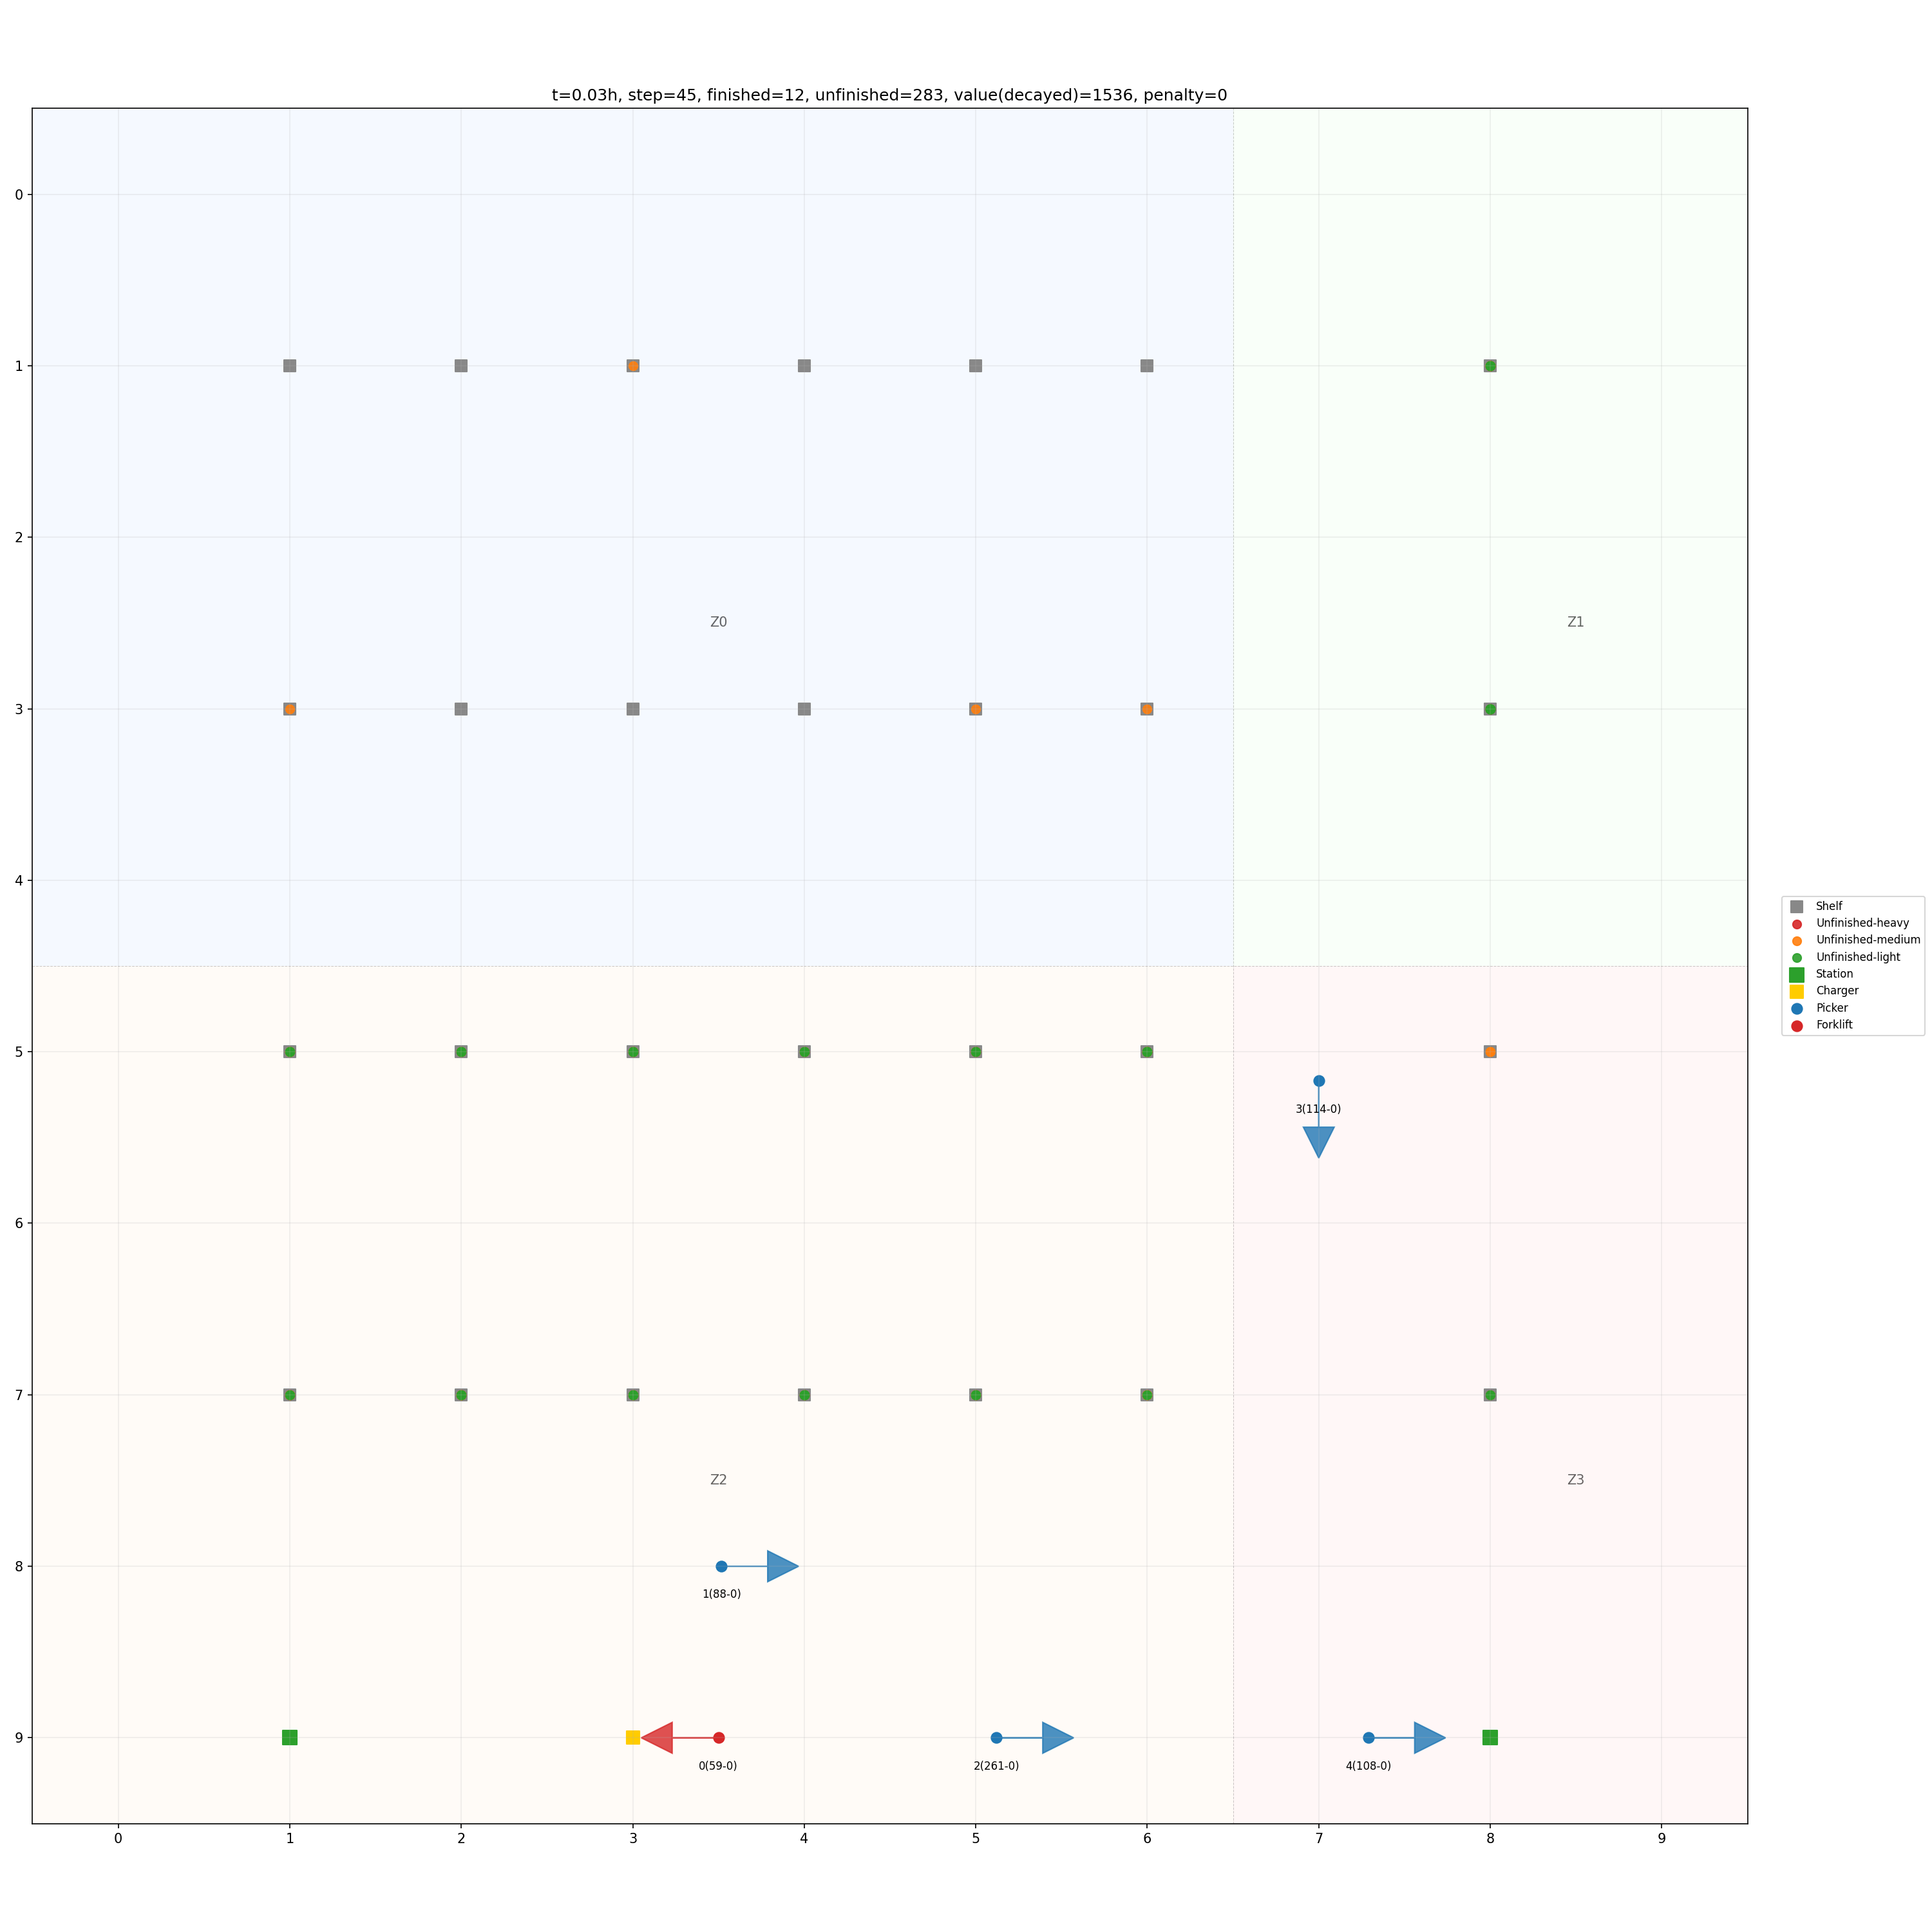 t=0.03h, step=45, finished=12, unfinished=283, value(decayed)=1536, penalty=0
0
1
2
Z0
Z1
3
4
Shelf
Unfinished-heavy
Unfinished-medium
Unfinished-light
Station
Charger
Picker
Forklift
5
3(114-0)
6
7
Z2
Z3
8
1(88-0)
9
0(59-0)
2(261-0)
4(108-0)
0 1 2 3 4 5 6 7 8 9